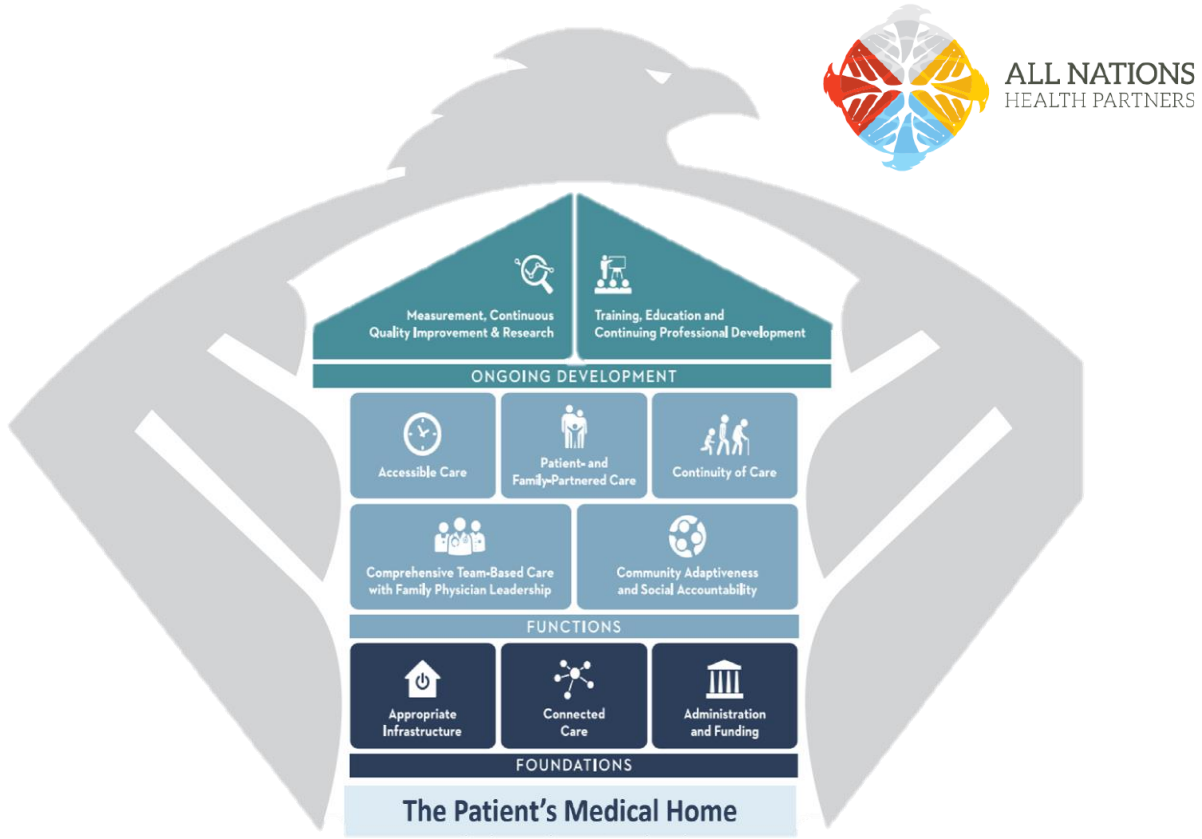 ALL NATIONS
HEALTH PARTNERS
Measurement, Continuous
Quality Improvement & Research
Training, Education and
Continuing Professional Development
ONGOING DEVELOPMENT
Accessible Care
Patient- and
Family-Partnered Care
Continuity of Care
Comprehensive Team-Based Care
with Family Physician Leadership
Community Adaptiveness
and Social Accountability
FUNCTIONS
Appropriate
Infrastructure
Connected
Care
Administration
and Funding
FOUNDATIONS
The Patient's Medical Home